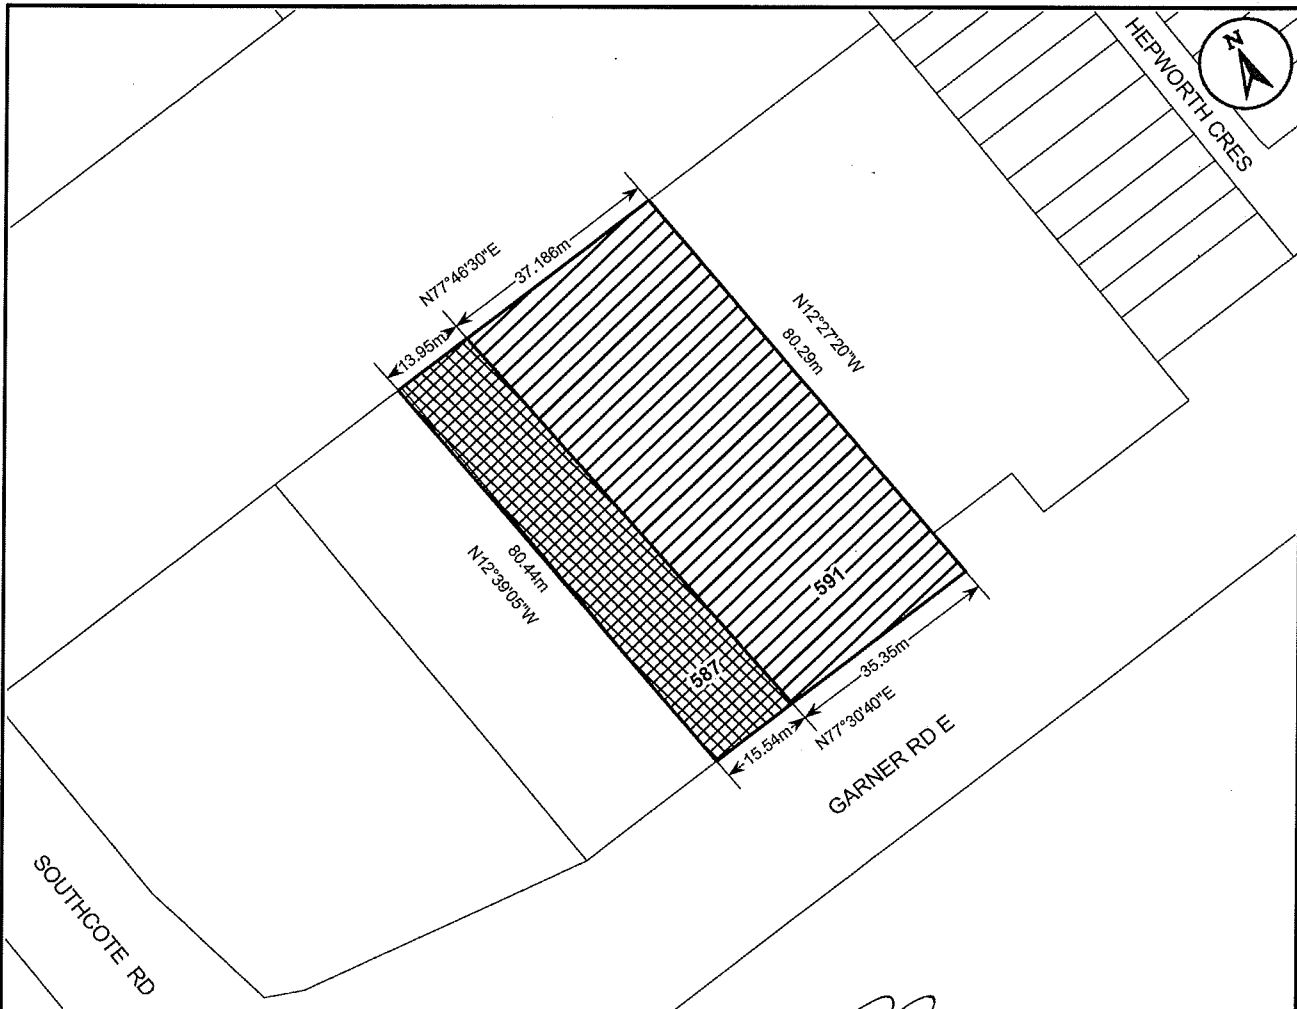 HEPWORTH CRES
N
N77°46'30"E
37.186m
13.95m
N12°27'20"W
80.29m
80.44m
N12°39'05"W
591
587
35.35m
15.54m
N77°30'40"E
GARNER RD E
SOUTHCOTE RD